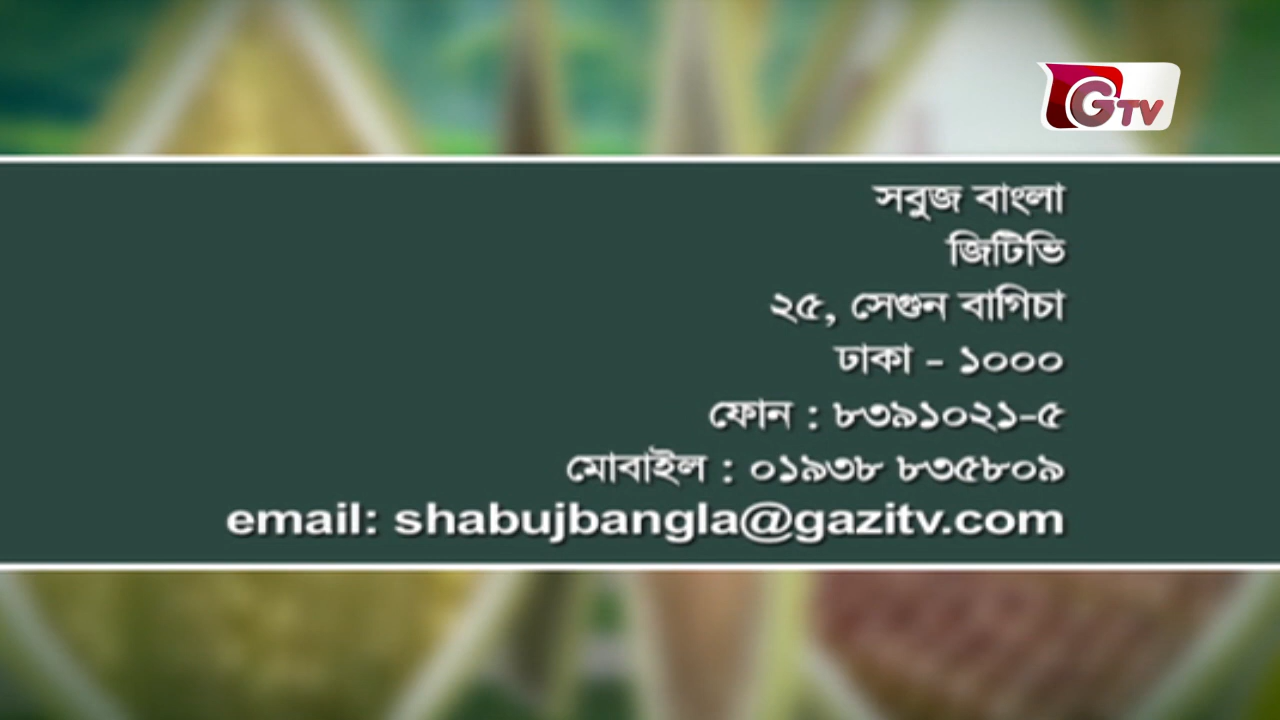 GTV
সবুজ বাংলা
জিটিভি
২৫, সেগুন বাগিচা
ঢাকা - ১০০০
ফোন : ৮৩৯১০২১-৫
মোবাইল : ০১৯৩৮ ৮৩৫৮০৯
email: shabujbangla@gazitv.com